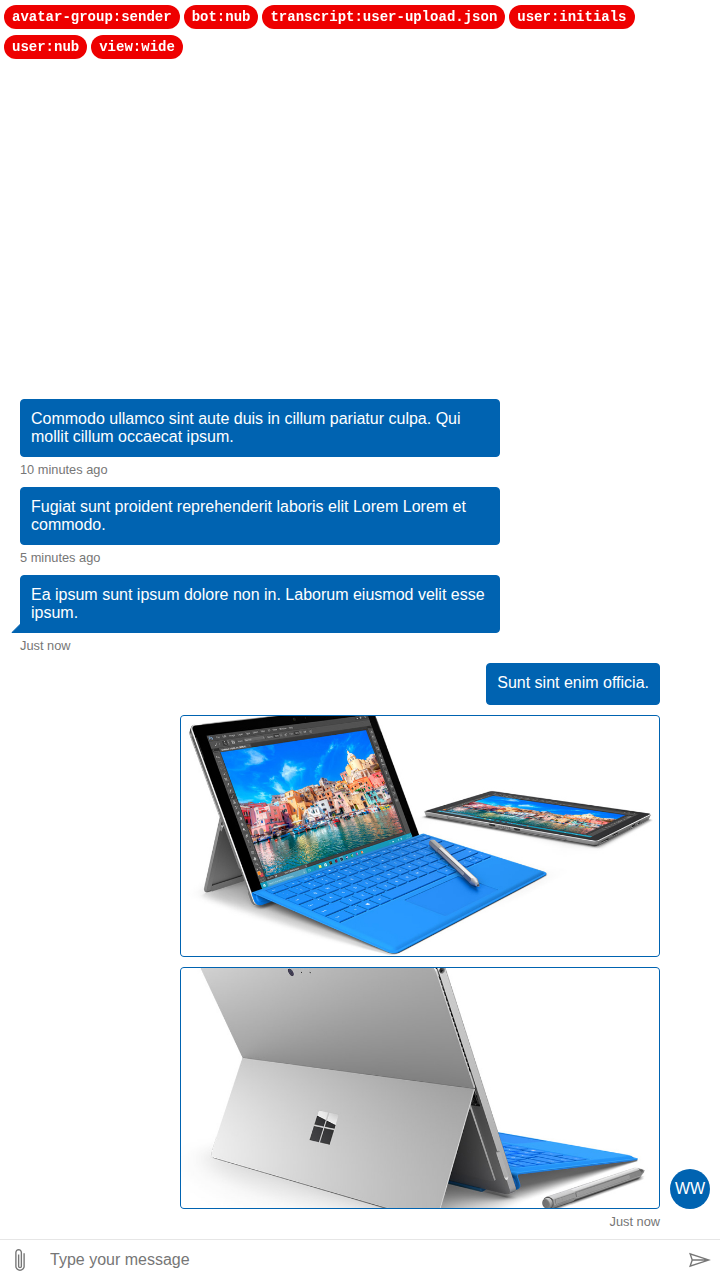 avatar-group:sender bot:nub transcript:user-upload.json user:initials
user:nub view:wide
Commodo ullamco sint aute duis in cillum pariatur culpa. Qui
mollit cillum occaecat ipsum.
10 minutes ago
Fugiat sunt proident reprehenderit laboris elit Lorem Lorem et
commodo.
5 minutes ago
Ea ipsum sunt ipsum dolore non in. Laborum eiusmod velit esse
ipsum.
Just now
Sunt sint enim officia.
WW
Just now
Type your message